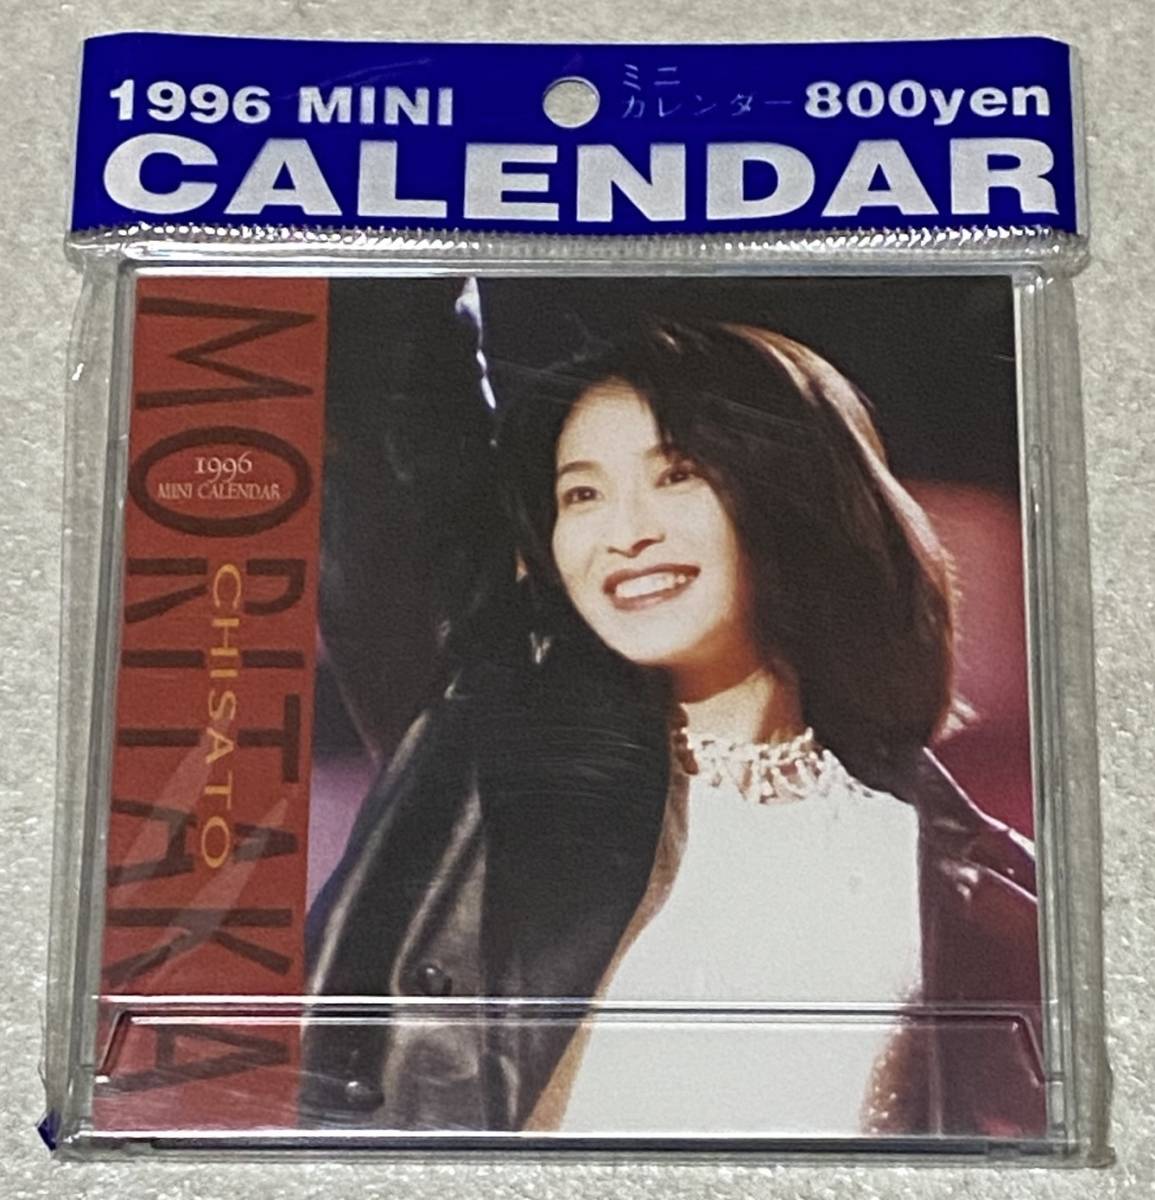 1996 MINI
ミニ
カレンダー
800yen
CALENDAR
MORITAKA
1996
MINI CALENDAR
CHISATO